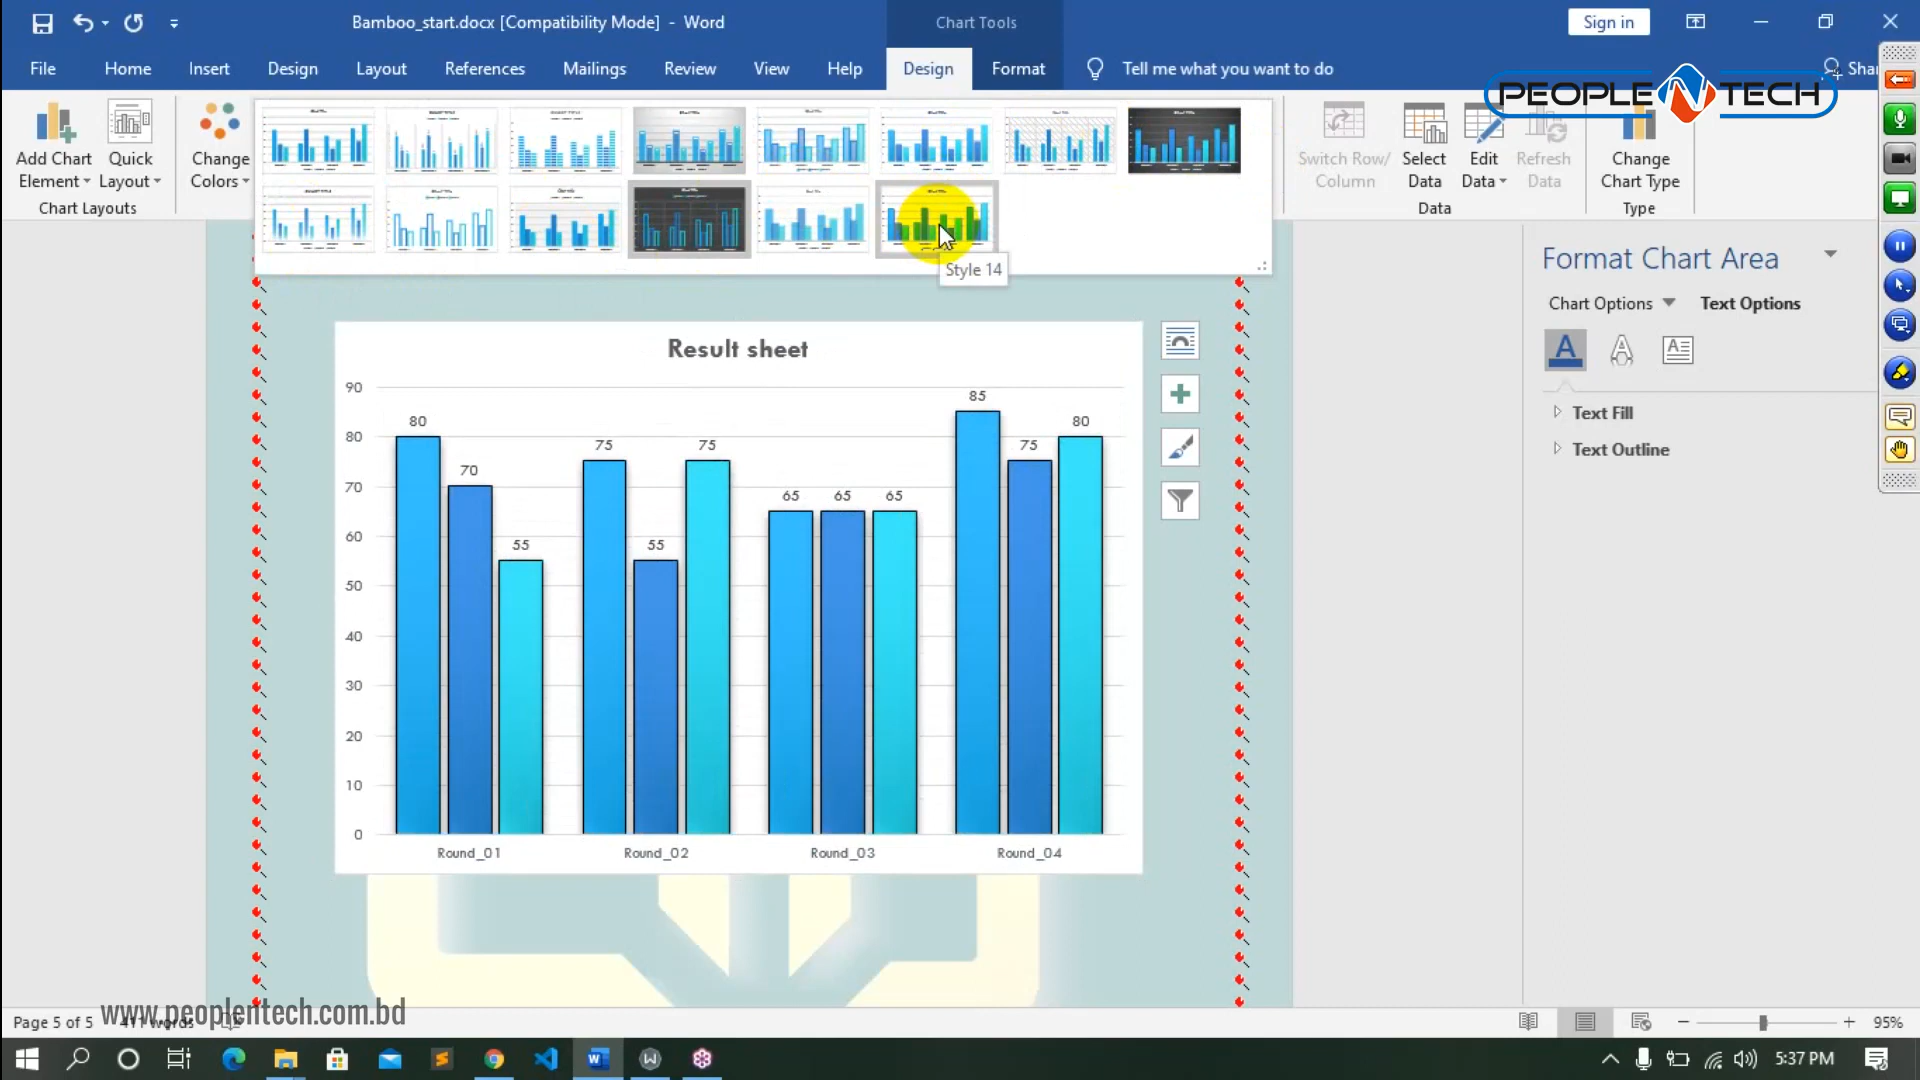 Bamboo_start.docx [Compatibility Mode] - Word
Chart Tools
Sign in
File Home Insert Design Layout References Mailings Review View Help Design Format Tell me what you want to do
Shar
PEOPLE N TECH
Add Chart Element
Quick Layout
Change Colors
Switch Row/ Column
Select Data
Edit Data
Refresh Data
Change Chart Type
Chart Layouts
Data
Type
Style 14
Format Chart Area
Chart Options Text Options
Text Fill
Text Outline
Result sheet
90
80
70
60
50
40
30
20
10
0
80 70 55
75 55 75
65 65 65
85 75 80
Round_01 Round_02 Round_03 Round_04
www.peoplentech.com.bd
Page 5 of 5 411 words
95%
5:37 PM